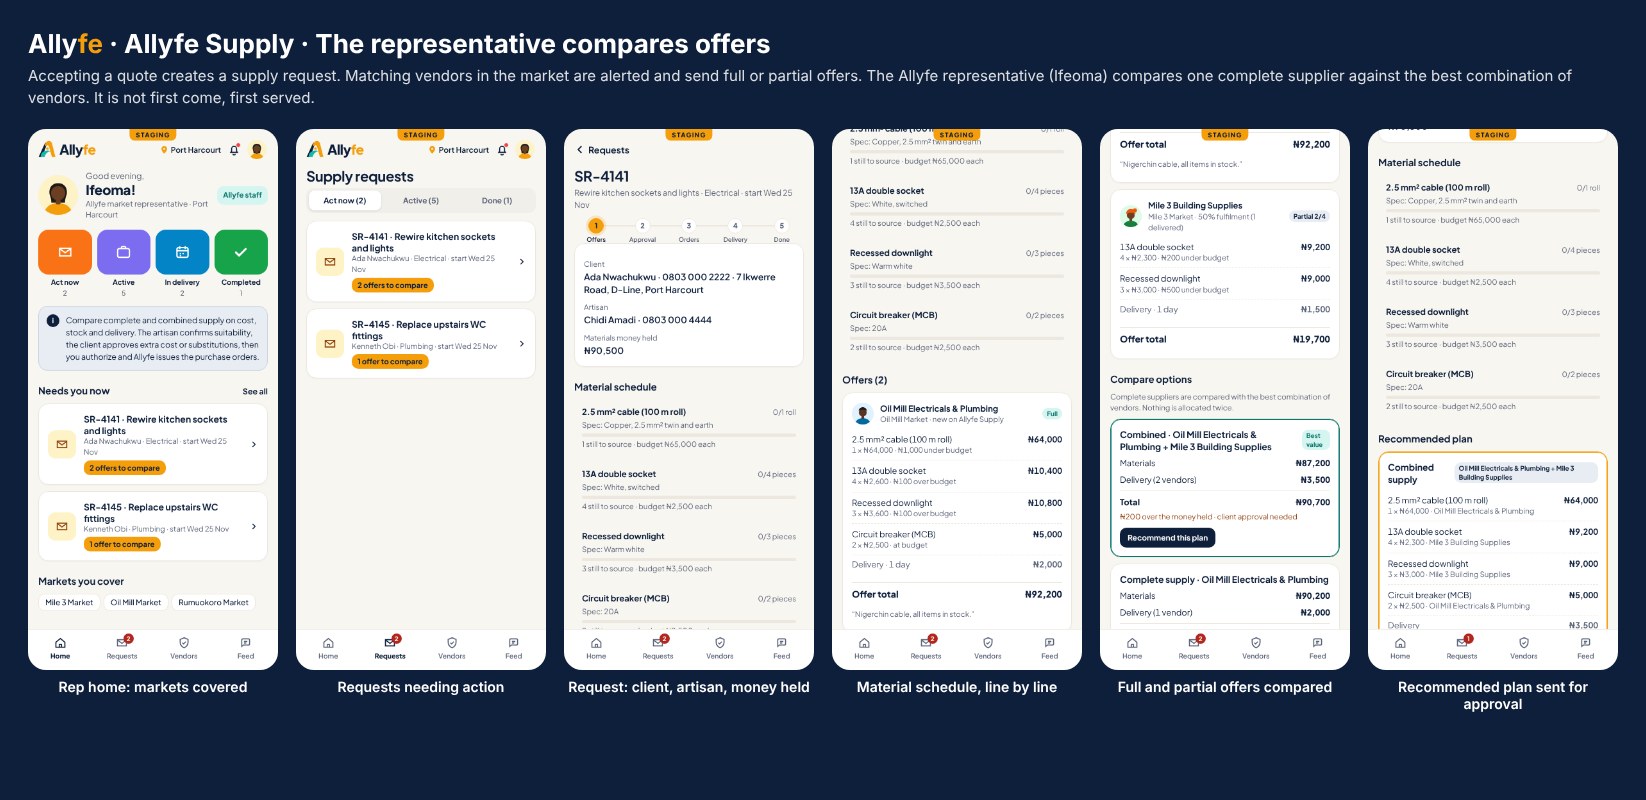 Allyfe · Allyfe Supply · The representative compares offers
Accepting a quote creates a supply request. Matching vendors in the market are alerted and send full or partial offers. The Allyfe representative (Ifeoma) compares one complete supplier against the best combination of
vendors. It is not first come, first served.
STAGING
Allyfe
Port Harcourt
Good evening,
Ifeoma!
Allyfe market representative · Port
Harcourt
Allyfe staff
Act now
2
Active
5
In delivery
2
Completed
1
Compare complete and combined supply on cost,
stock and delivery. The artisan confirms suitability,
the client approves extra cost or substitutions, then
you authorize and Allyfe issues the purchase orders.
Needs you now
See all
SR-4141 · Rewire kitchen sockets
and lights
Ada Nwachukwu · Electrical · start Wed 25
Nov
2 offers to compare
SR-4145 · Replace upstairs WC
fittings
Kenneth Obi · Plumbing · start Wed 25 Nov
1 offer to compare
Markets you cover
Mile 3 Market
Oil Mill Market
Rumuokoro Market
Home
2
Requests
Vendors
Feed
Rep home: markets covered
STAGING
Allyfe
Port Harcourt
Supply requests
Act now (2)
Active (5)
Done (1)
SR-4141 · Rewire kitchen sockets
and lights
Ada Nwachukwu · Electrical · start Wed 25
Nov
2 offers to compare
SR-4145 · Replace upstairs WC
fittings
Kenneth Obi · Plumbing · start Wed 25 Nov
1 offer to compare
Home
2
Requests
Vendors
Feed
Requests needing action
STAGING
Requests
SR-4141
Rewire kitchen sockets and lights · Electrical · start Wed 25
Nov
1
2
3
4
5
Offers
Approval
Orders
Delivery
Done
Client
Ada Nwachukwu · 0803 000 2222 · 7 Ikwerre
Road, D-Line, Port Harcourt
Artisan
Chidi Amadi · 0803 000 4444
Materials money held
₦90,500
Material schedule
2.5 mm² cable (100 m roll)
0/1 roll
Spec: Copper, 2.5 mm² twin and earth
1 still to source · budget ₦65,000 each
13A double socket
0/4 pieces
Spec: White, switched
4 still to source · budget ₦2,500 each
Recessed downlight
0/3 pieces
Spec: Warm white
3 still to source · budget ₦3,500 each
Circuit breaker (MCB)
0/2 pieces
Spec: 20A
Home
2
Requests
Vendors
Feed
Request: client, artisan, money held
STAGING
2.5 mm² cable (100 m
0/1 roll
Spec: Copper, 2.5 mm² twin and earth
1 still to source · budget ₦65,000 each
13A double socket
0/4 pieces
Spec: White, switched
4 still to source · budget ₦2,500 each
Recessed downlight
0/3 pieces
Spec: Warm white
3 still to source · budget ₦3,500 each
Circuit breaker (MCB)
0/2 pieces
Spec: 20A
2 still to source · budget ₦2,500 each
Offers (2)
Oil Mill Electricals & Plumbing
Oil Mill Market · new on Allyfe Supply
Full
2.5 mm² cable (100 m roll)
₦64,000
1 x ₦64,000 · ₦1,000 under budget
13A double socket
₦10,400
4 x ₦2,600 · ₦100 over budget
Recessed downlight
₦10,800
3 x ₦3,600 · ₦100 over budget
Circuit breaker (MCB)
₦5,000
2 x ₦2,500 · at budget
Delivery · 1 day
₦2,000
Offer total
₦92,200
"Nigerchin cable, all items in stock."
Home
2
Requests
Vendors
Feed
Material schedule, line by line
STAGING
Offer total
₦92,200
"Nigerchin cable, all items in stock."
Mile 3 Building Supplies
Mile 3 Market · 50% fulfilment (1
delivered)
Partial 2/4
13A double socket
₦9,200
4 x ₦2,300 · ₦200 under budget
Recessed downlight
₦9,000
3 x ₦3,000 · ₦500 under budget
Delivery · 1 day
₦1,500
Offer total
₦19,700
Compare options
Complete suppliers are compared with the best combination of
vendors. Nothing is allocated twice.
Combined · Oil Mill Electricals &
Plumbing + Mile 3 Building Supplies
Best
value
Materials
₦87,200
Delivery (2 vendors)
₦3,500
Total
₦90,700
₦200 over the money held · client approval needed
Recommend this plan
Complete supply · Oil Mill Electricals & Plumbing
Materials
₦90,200
Delivery (1 vendor)
₦2,000
Home
2
Requests
Vendors
Feed
Full and partial offers compared
STAGING
Material schedule
2.5 mm² cable (100 m roll)
0/1 roll
Spec: Copper, 2.5 mm² twin and earth
1 still to source · budget ₦65,000 each
13A double socket
0/4 pieces
Spec: White, switched
4 still to source · budget ₦2,500 each
Recessed downlight
0/3 pieces
Spec: Warm white
3 still to source · budget ₦3,500 each
Circuit breaker (MCB)
0/2 pieces
Spec: 20A
2 still to source · budget ₦2,500 each
Recommended plan
Combined
supply
Oil Mill Electricals & Plumbing + Mile 3
Building Supplies
2.5 mm² cable (100 m roll)
₦64,000
1 x ₦64,000 · Oil Mill Electricals & Plumbing
13A double socket
₦9,200
4 x ₦2,300 · Mile 3 Building Supplies
Recessed downlight
₦9,000
3 x ₦3,000 · Mile 3 Building Supplies
Circuit breaker (MCB)
₦5,000
2 x ₦2,500 · Oil Mill Electricals & Plumbing
Delivery
₦3,500
Home
1
Requests
Vendors
Feed
Recommended plan sent for
approval